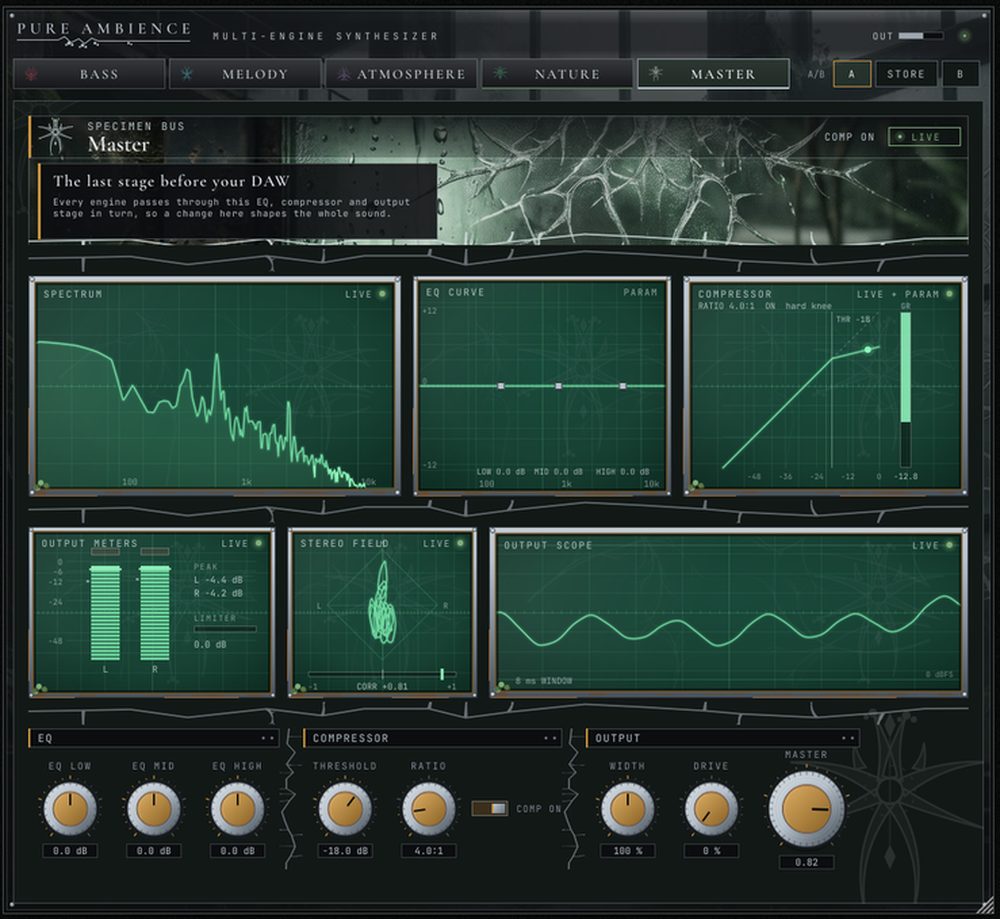 PURE AMBIENCE
MULTI-ENGINE SYNTHESIZER
OUT
BASS
MELODY
ATMOSPHERE
NATURE
MASTER
A/B
A
STORE
B
SPECIMEN BUS
Master
COMP ON
LIVE
The last stage before your DAW
Every engine passes through this EQ, compressor and output
stage in turn, so a change here shapes the whole sound.
SPECTRUM
LIVE
100
1k
10k
EQ CURVE
PARAM
+12
0
-12
LOW 0.0 dB MID 0.0 dB HIGH 0.0 dB
100
1k
10k
COMPRESSOR
LIVE + PARAM
RATIO 4.0:1 ON hard knee
GR
THR -18
-48
-36
-24
-12
0
-12.8
OUTPUT METERS
LIVE
0
-6
-12
-24
-48
L
R
PEAK
L -4.4 dB
R -4.2 dB
LIMITER
0.0 dB
STEREO FIELD
LIVE
L
R
-1
CORR +0.81
+1
OUTPUT SCOPE
LIVE
8 ms WINDOW
0 dBFS
EQ
EQ LOW
EQ MID
EQ HIGH
0.0 dB
0.0 dB
0.0 dB
COMPRESSOR
THRESHOLD
RATIO
COMP ON
-18.0 dB
4.0:1
OUTPUT
WIDTH
DRIVE
MASTER
100 %
0 %
0.82